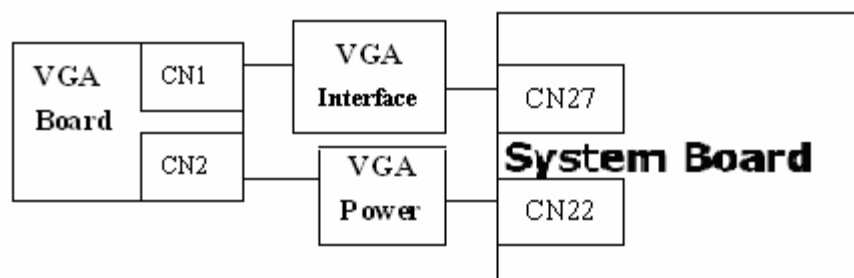 VGA
Board
CN1
CN2
VGA
Interface
VGA
Power
CN27
System Board
CN22